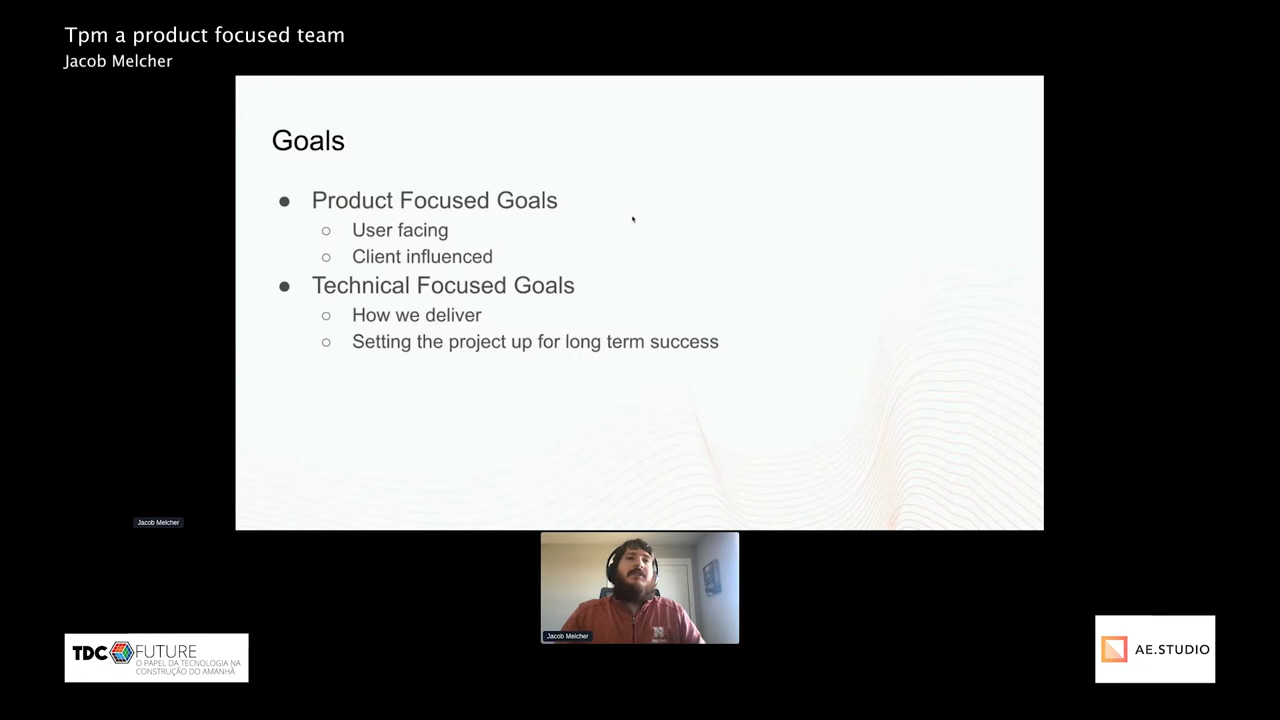 Tpm a product focused team
Jacob Melcher
Goals
● Product Focused Goals
○ User facing
○ Client influenced
● Technical Focused Goals
○ How we deliver
○ Setting the project up for long term success
Jacob Melcher
N
Jacob Melcher
TDC FUTURE
O PAPEL DA TECNOLOGIA NA
CONSTRUÇÃO DO AMANHÃ
AE.STUDIO